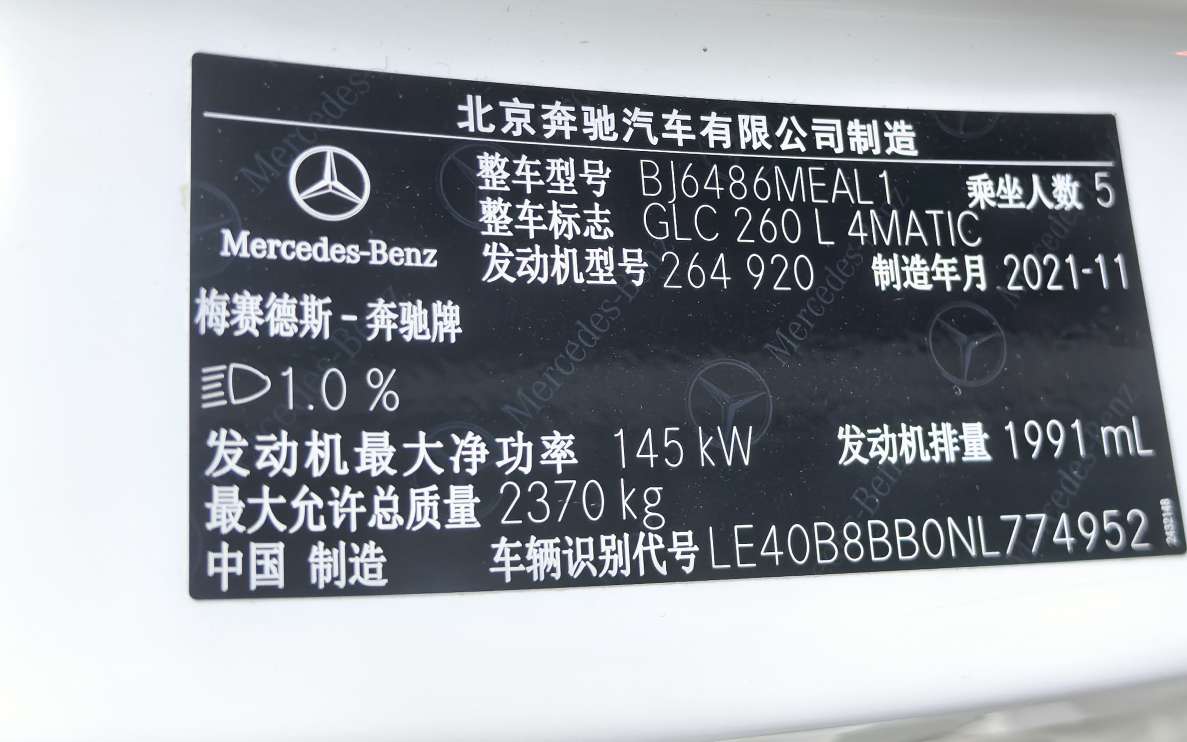 北京奔驰汽车有限公司制造
整车型号 BJ6486MEAL1 乘坐人数 5
整车标志 GLC 260 L 4MATIC
Mercedes-Benz
发动机型号 264 920 制造年月 2021-11
梅赛德斯-奔驰牌
1.0 %
发动机最大净功率 145 kW 发动机排量 1991 mL
最大允许总质量 2370 kg
中国 制造 车辆识别代号 LE40B8BB0NL774952